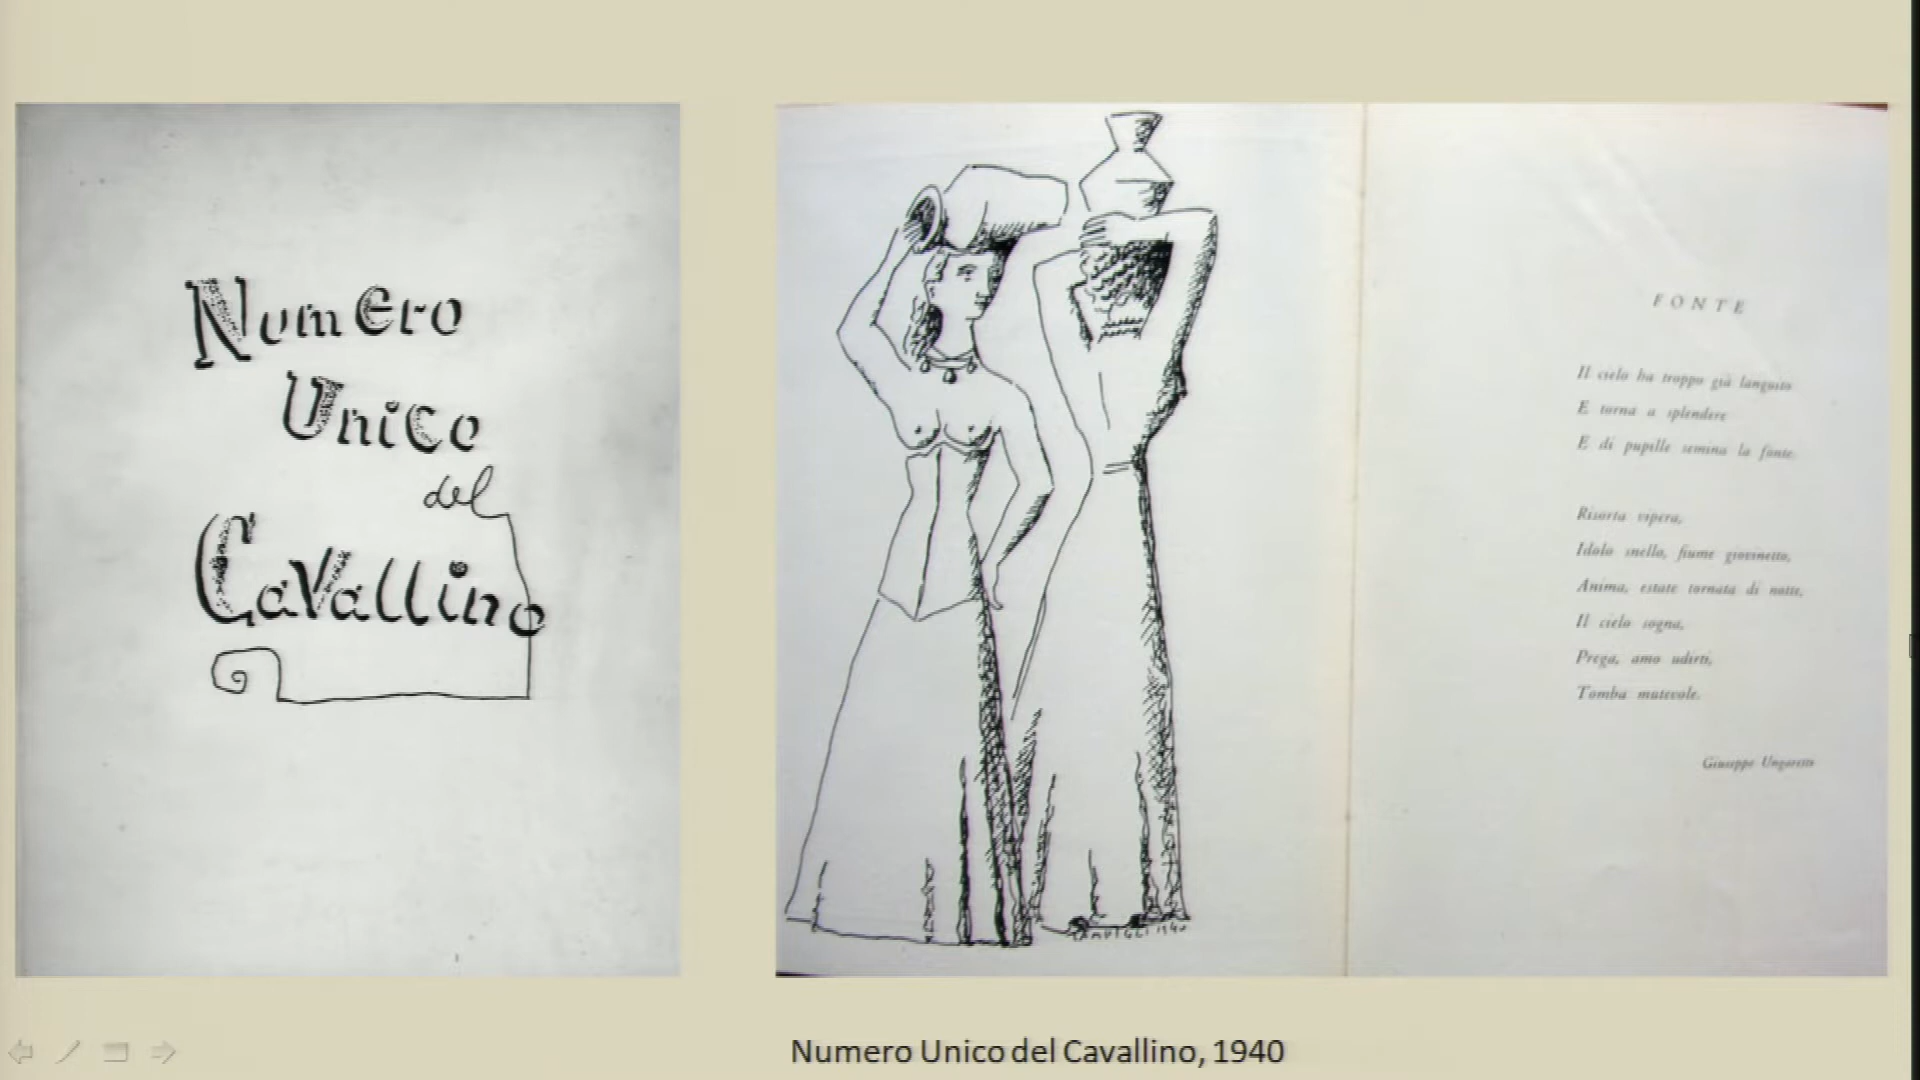 Numero
Unico
del
Cavallino
CAMPIGLI 1940
FONTE
Il cielo ha troppo già languito
E torna a splendere
E di pupille semina la fonte.
Risorta vipera,
Idolo snello, fiume giovinetto,
Anima, estate tornata di notte,
Il cielo sogna,
Prega, amo udirti,
Tomba mutevole.
Giuseppe Ungaretti
Numero Unico del Cavallino, 1940